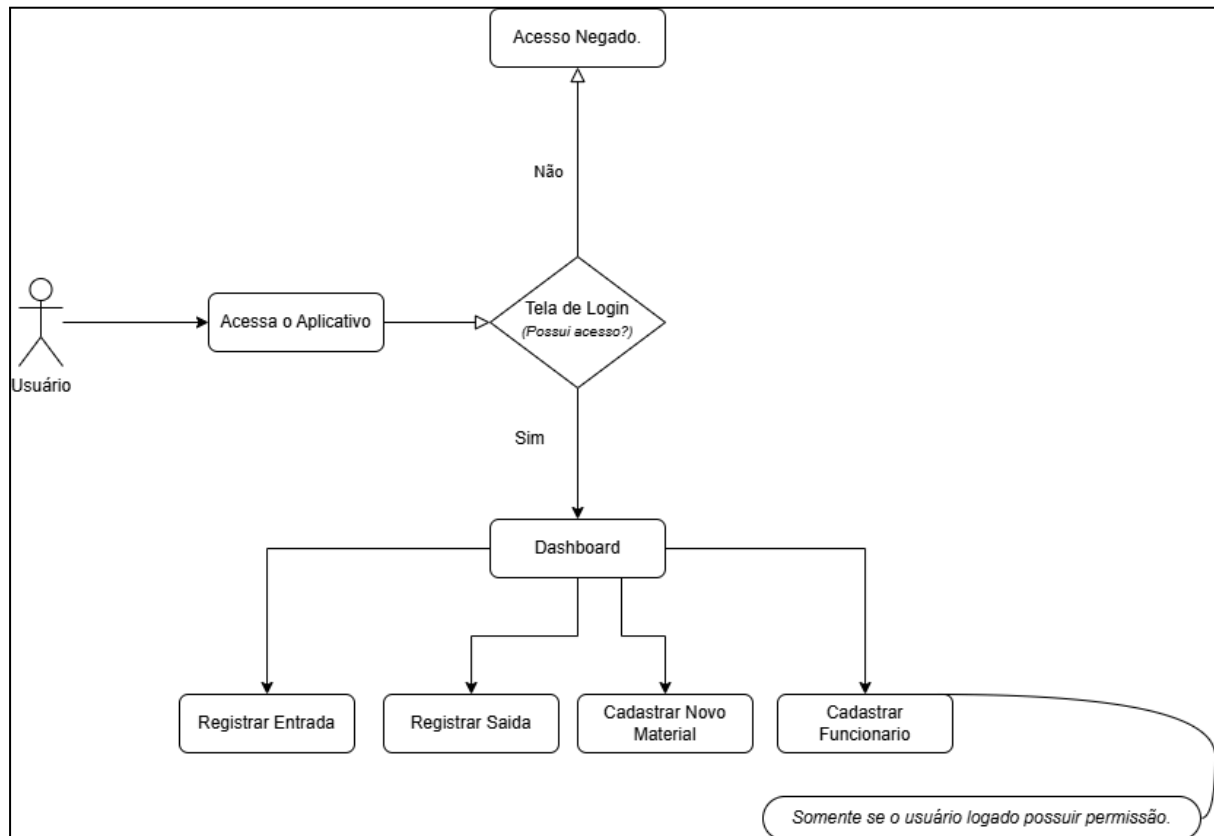 Acesso Negado.
Não
Tela de Login
(Possui acesso?)
Acessa o Aplicativo
Usuário
Sim
Dashboard
Registrar Entrada
Registrar Saida
Cadastrar Novo
Material
Cadastrar
Funcionario
Somente se o usuário logado possuir permissão.